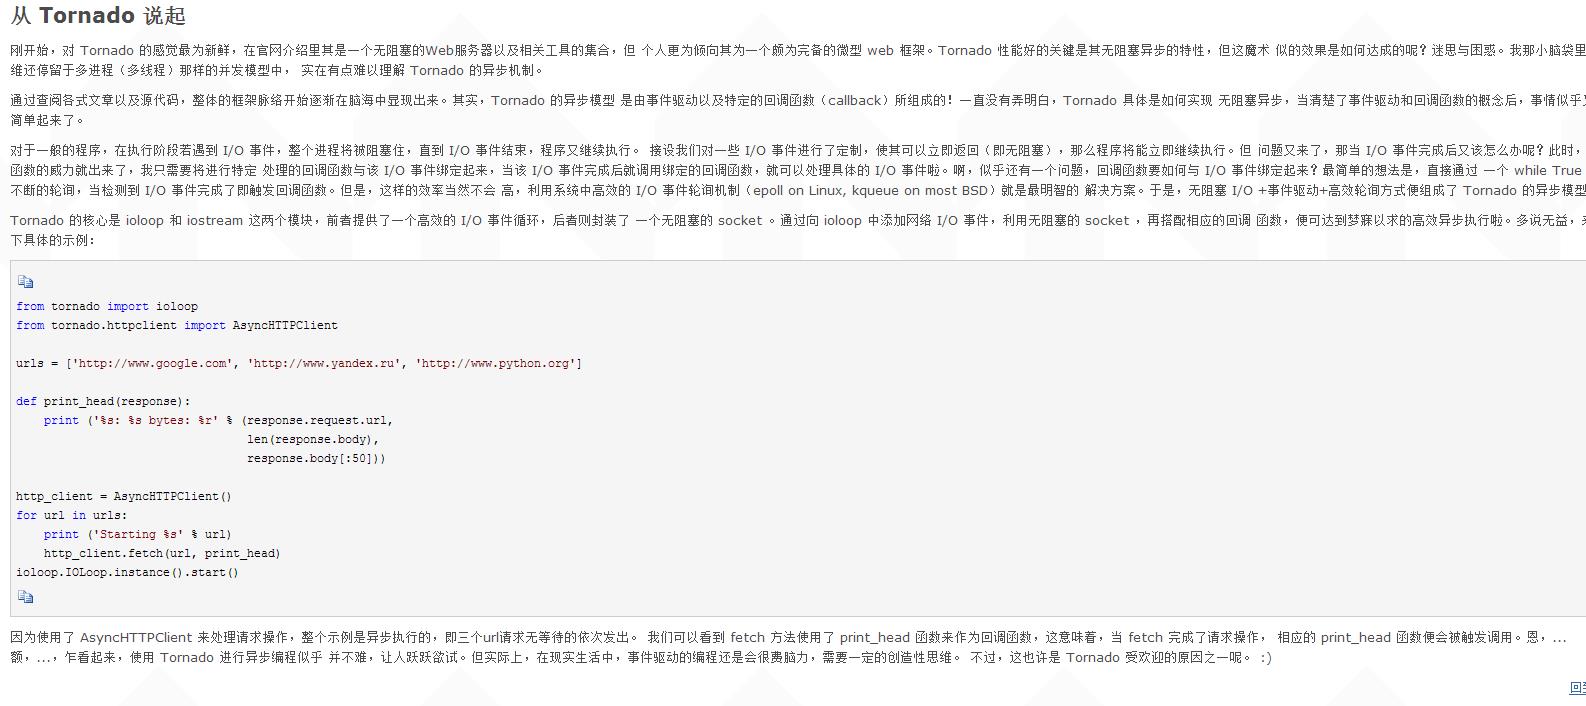 从 Tornado 说起
刚开始，对 Tornado 的感觉最为新鲜，在官网介绍里其是一个无阻塞的Web服务器以及相关工具的集合，但 个人更为倾向其为一个颇为完备的微型 web 框架。Tornado 性能好的关键是其无阻塞异步的特性，但这魔术 似的效果是如何达成的呢？迷思与困惑。我那小脑袋里
维还停留于多进程（多线程）那样的并发模型中， 实在有点难以理解 Tornado 的异步机制。
通过查阅各式文章以及源代码，整体的框架脉络开始逐渐在脑海中显现出来。其实，Tornado 的异步模型 是由事件驱动以及特定的回调函数（callback）所组成的！一直没有弄明白，Tornado 具体是如何实现 无阻塞异步，当清楚了事件驱动和回调函数的概念后，事情似乎又
简单起来了。
对于一般的程序，在执行阶段若遇到 I/O 事件，整个进程将被阻塞住，直到 I/O 事件结束，程序又继续执行。 接设我们对一些 I/O 事件进行了定制，使其可以立即返回（即无阻塞），那么程序将能立即继续执行。但 问题又来了，那当 I/O 事件完成后又该怎么办呢？此时，
函数的威力就出来了，我只需要将进行特定 处理的回调函数与该 I/O 事件绑定起来，当该 I/O 事件完成后就调用绑定的回调函数，就可以处理具体的 I/O 事件啦。啊，似乎还有一个问题，回调函数要如何与 I/O 事件绑定起来？最简单的想法是，直接通过 一个 while True
不断的轮询，当检测到 I/O 事件完成了即触发回调函数。但是，这样的效率当然不会 高，利用系统中高效的 I/O 事件轮询机制（epoll on Linux, kqueue on most BSD）就是最明智的 解决方案。于是，无阻塞 I/O +事件驱动+高效轮询方式便组成了 Tornado 的异步模型
Tornado 的核心是 ioloop 和 iostream 这两个模块，前者提供了一个高效的 I/O 事件循环，后者则封装了 一个无阻塞的 socket 。通过向 ioloop 中添加网络 I/O 事件，利用无阻塞的 socket ，再搭配相应的回调 函数，便可达到梦寐以求的高效异步执行啦。多说无益，
下具体的示例：
from tornado import ioloop
from tornado.httpclient import AsyncHTTPClient
urls = ['http://www.google.com', 'http://www.yandex.ru', 'http://www.python.org']
def print_head(response):
    print ('%s: %s bytes: %r' % (response.request.url,
                                 len(response.body),
                                 response.body[:50]))
http_client = AsyncHTTPClient()
for url in urls:
    print ('Starting %s' % url)
    http_client.fetch(url, print_head)
ioloop.IOLoop.instance().start()
因为使用了 AsyncHTTPClient 来处理请求操作，整个示例是异步执行的，即三个url请求无等待的依次发出。 我们可以看到 fetch 方法使用了 print_head 函数来作为回调函数，这意味着，当 fetch 完成了请求操作， 相应的 print_head 函数便会被触发调用。恩，...
额，...，乍看起来，使用 Tornado 进行异步编程似乎 并不难，让人跃跃欲试。但实际上，在现实生活中，事件驱动的编程还是会很费脑力，需要一定的创造性思维。 不过，这也许是 Tornado 受欢迎的原因之一呢。 :)
回